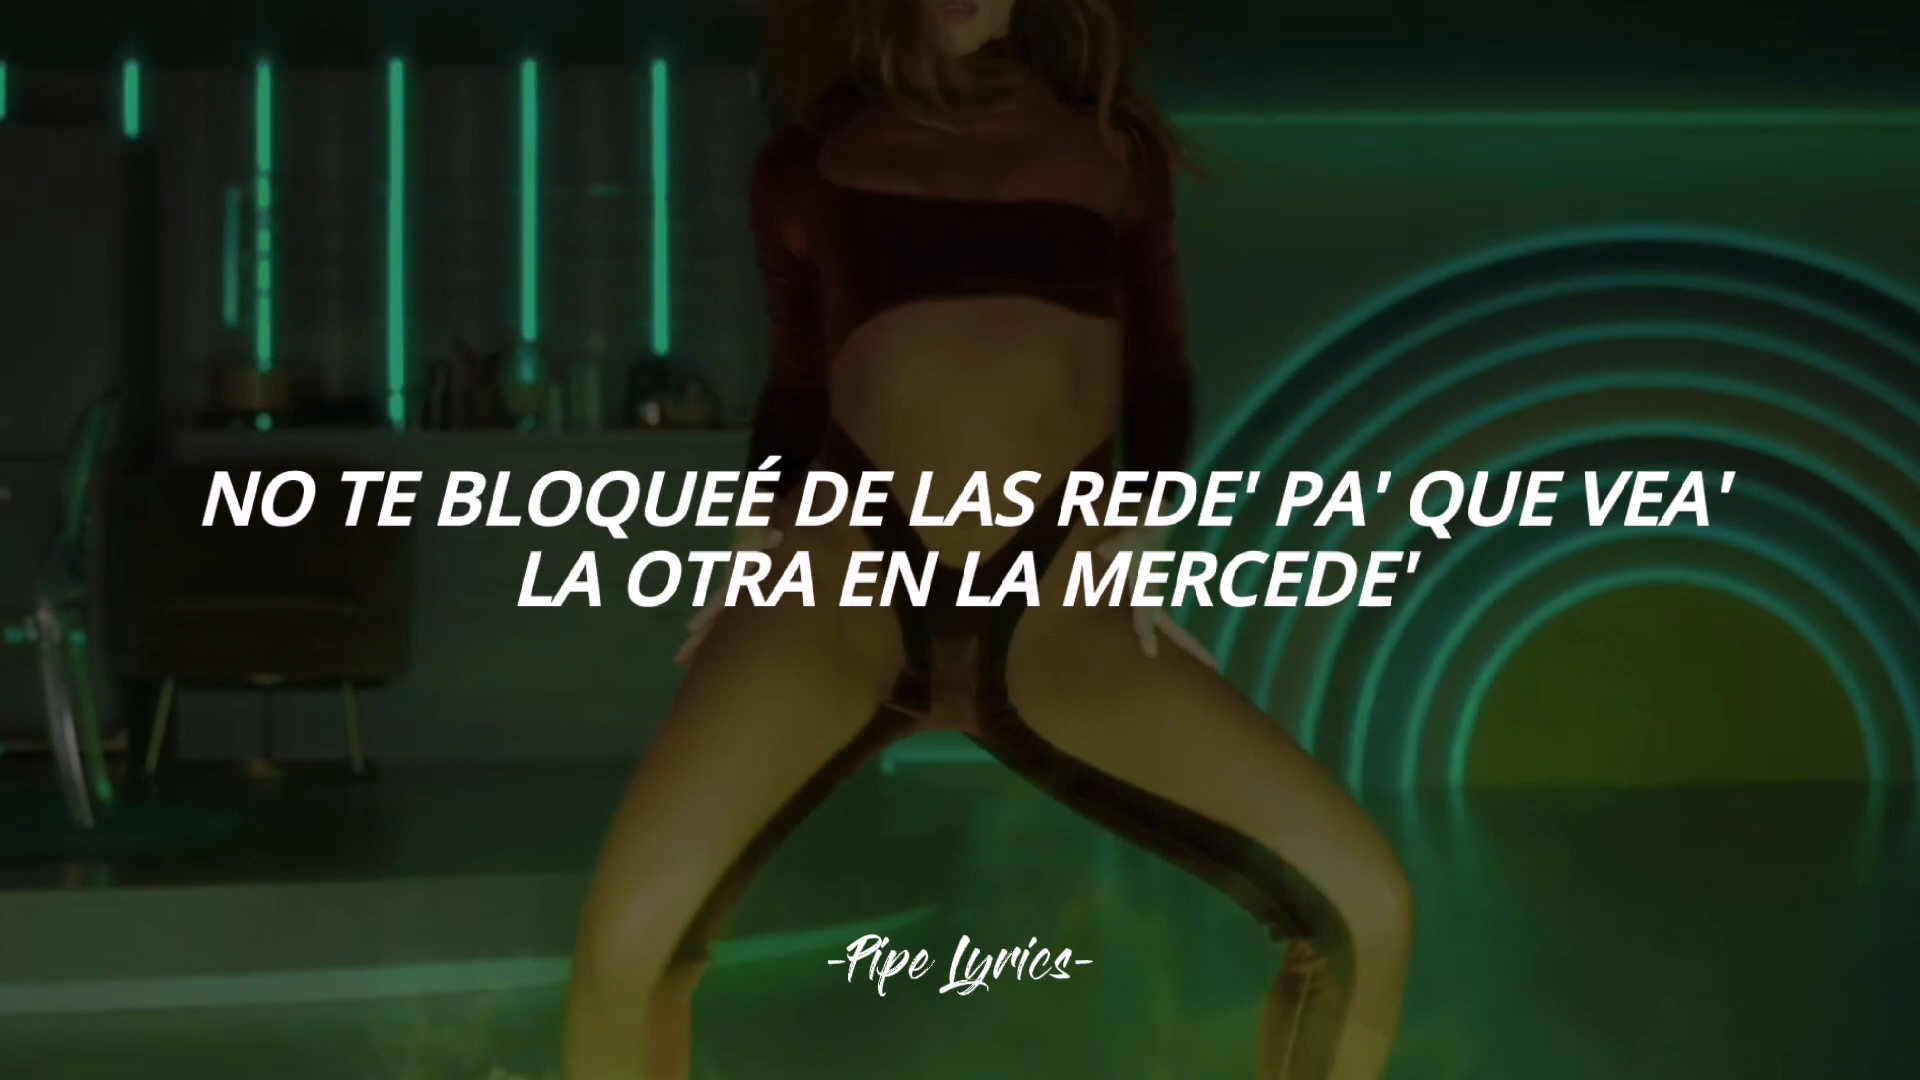 NO TE BLOQUEÉ DE LAS REDE' PA' QUE VEA'
LA OTRA EN LA MERCEDE'
-Pipe Lyrics-